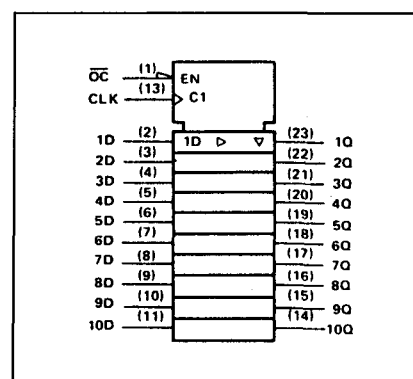 OC (1) EN
CLK (13) C1
1D (2) 1D (23) 1Q
2D (3) (22) 2Q
3D (4) (21) 3Q
4D (5) (20) 4Q
5D (6) (19) 5Q
6D (7) (18) 6Q
7D (8) (17) 7Q
8D (9) (16) 8Q
9D (10) (15) 9Q
10D (11) (14) 10Q